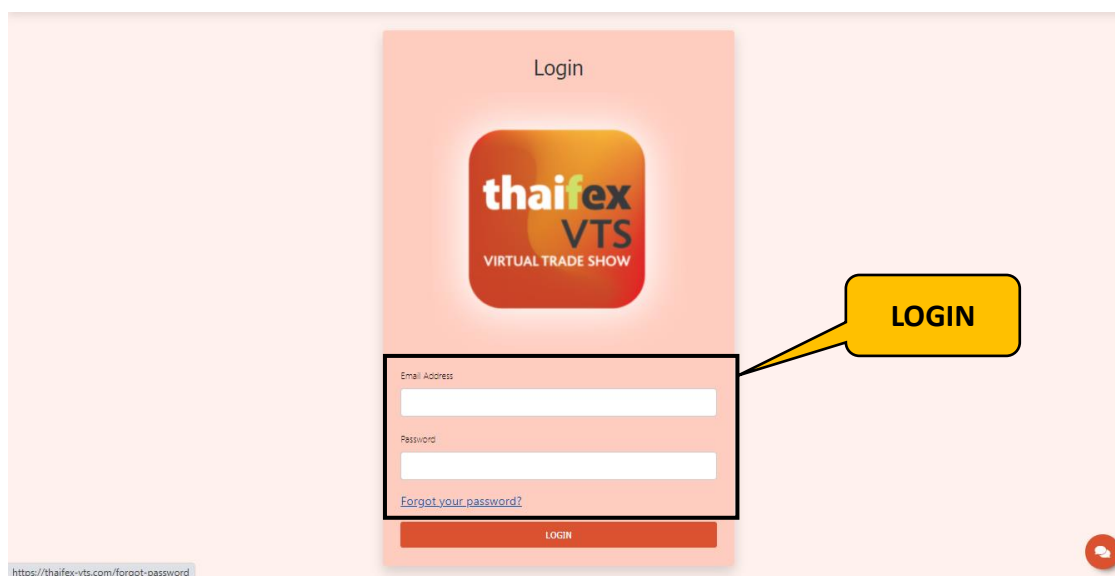 Login
thaifex
VTS
VIRTUAL TRADE SHOW
LOGIN
Email Address
Password
Forgot your password?
LOGIN
https://thaifex-vts.com/forgot-password